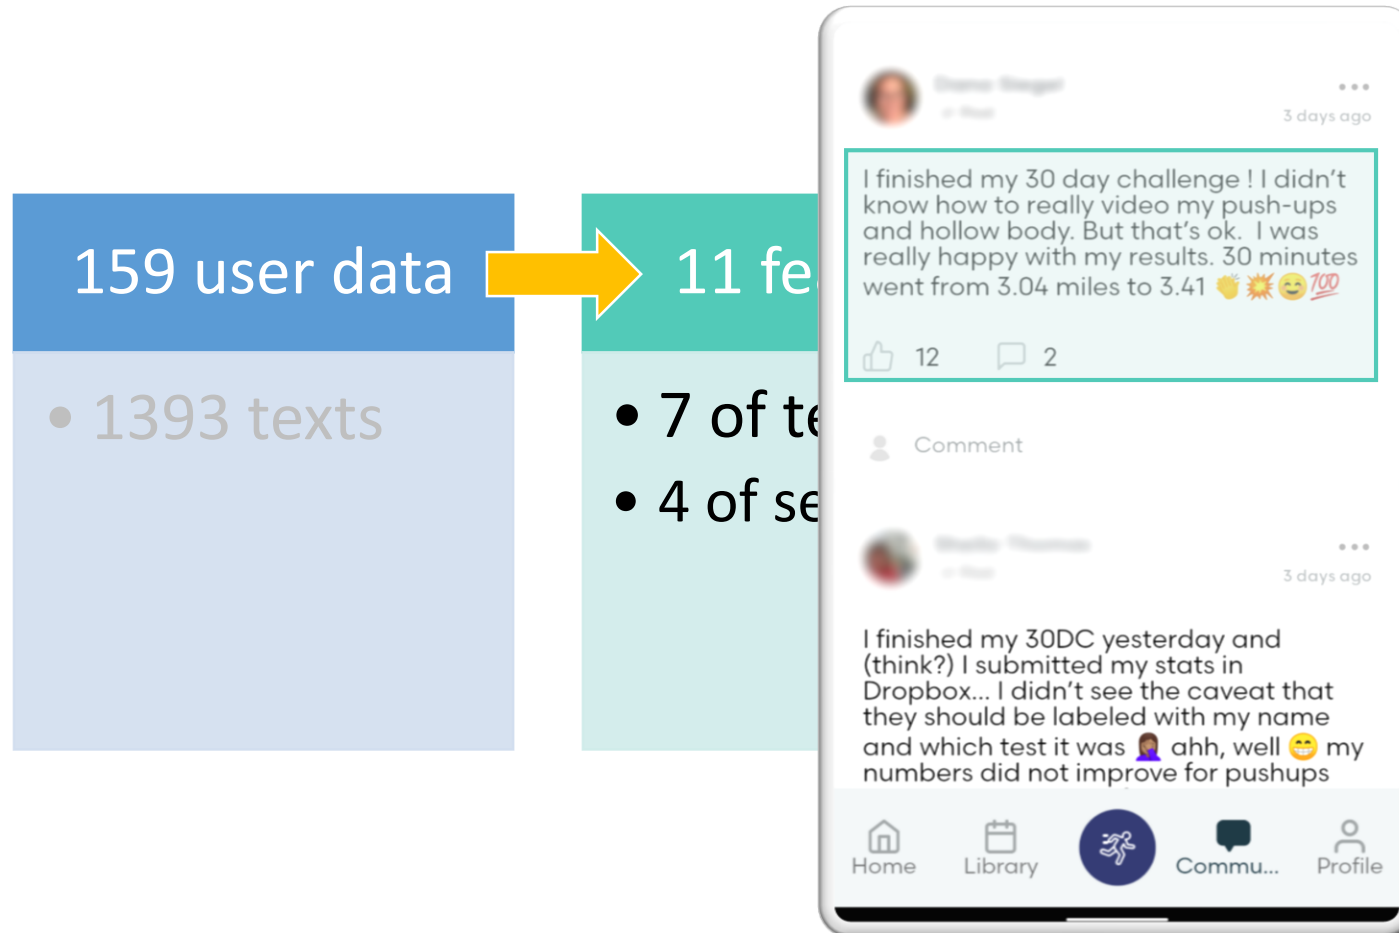 159 user data
• 1393 texts
11 fe
• 7 of te
• 4 of se
3 days ago
I finished my 30 day challenge ! I didn't
know how to really video my push-ups
and hollow body. But that's ok.  I was
really happy with my results. 30 minutes
went from 3.04 miles to 3.41 👏💥😊💯
12 2
Comment
3 days ago
I finished my 30DC yesterday and
(think?) I submitted my stats in
Dropbox... I didn't see the caveat that
they should be labeled with my name
and which test it was 🤦🏾‍♀️ ahh, well 😁 my
numbers did not improve for pushups
Home Library Commu... Profile